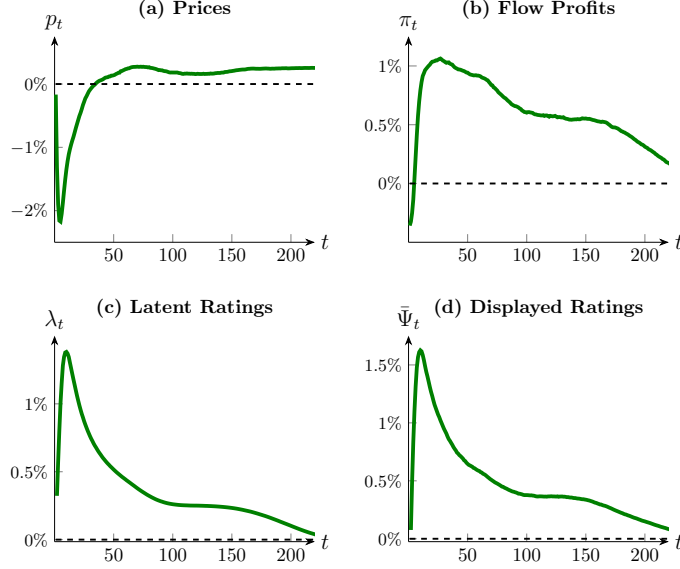 (a) Prices
(b) Flow Profits
p_t
π_t
0%
−1%
−2%
50 100 150 200 t
1%
0.5%
0%
50 100 150 200 t
(c) Latent Ratings
(d) Displayed Ratings
λ_t
Ψ̄_t
1%
0.5%
0%
50 100 150 200 t
1.5%
1%
0.5%
0%
50 100 150 200 t